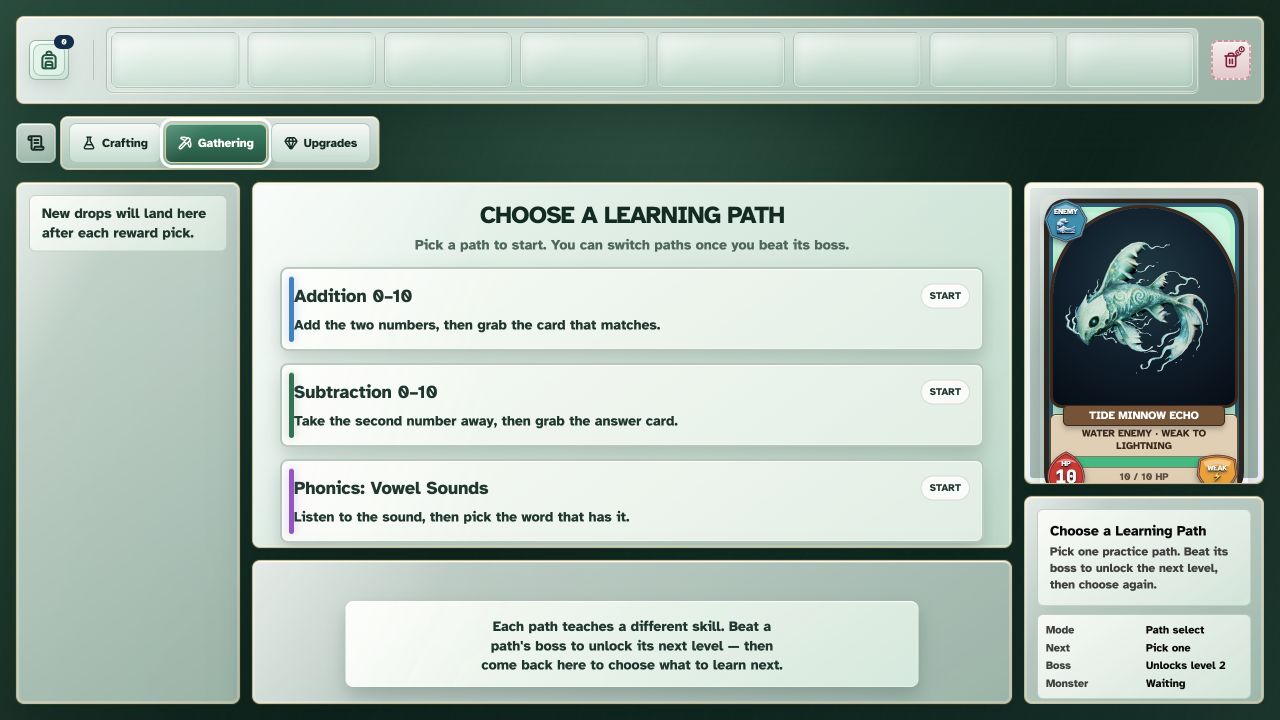 0
Crafting
Gathering
Upgrades
New drops will land here
after each reward pick.
CHOOSE A LEARNING PATH
Pick a path to start. You can switch paths once you beat its boss.
Addition 0–10
START
Add the two numbers, then grab the card that matches.
Subtraction 0–10
START
Take the second number away, then grab the answer card.
Phonics: Vowel Sounds
START
Listen to the sound, then pick the word that has it.
Each path teaches a different skill. Beat a
path's boss to unlock its next level — then
come back here to choose what to learn next.
ENEMY
TIDE MINNOW ECHO
WATER ENEMY · WEAK TO
LIGHTNING
HP
10
10 / 10 HP
WEAK
Choose a Learning Path
Pick one practice path. Beat its
boss to unlock the next level,
then choose again.
Mode Path select
Next Pick one
Boss Unlocks level 2
Monster Waiting